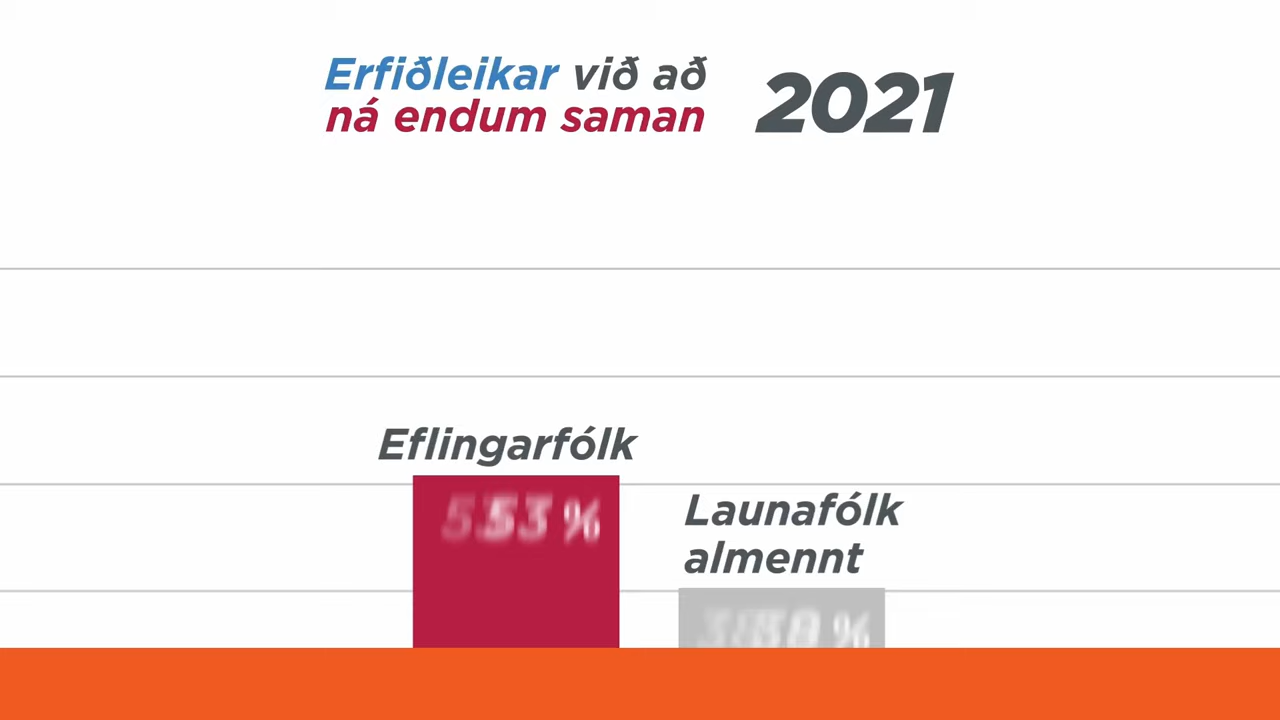 Erfiðleikar við að
ná endum saman
2021
Eflingarfólk
%
Launafólk
almennt
%